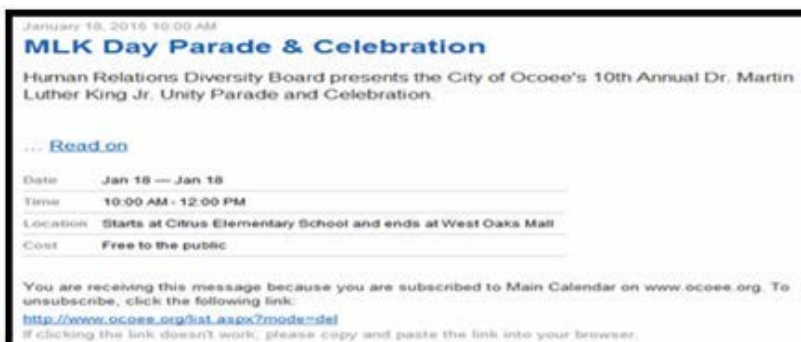 January 18, 2016 10:00 AM
MLK Day Parade & Celebration
Human Relations Diversity Board presents the City of Ocoee's 10th Annual Dr. Martin
Luther King Jr. Unity Parade and Celebration.
... Read on
Date Jan 18 — Jan 18
Time 10:00 AM - 12:00 PM
Location Starts at Citrus Elementary School and ends at West Oaks Mall
Cost Free to the public
You are receiving this message because you are subscribed to Main Calendar on www.ocoee.org. To
unsubscribe, click the following link:
http://www.ocoee.org/list.aspx?mode=del
If clicking the link doesn't work, please copy and paste the link into your browser.